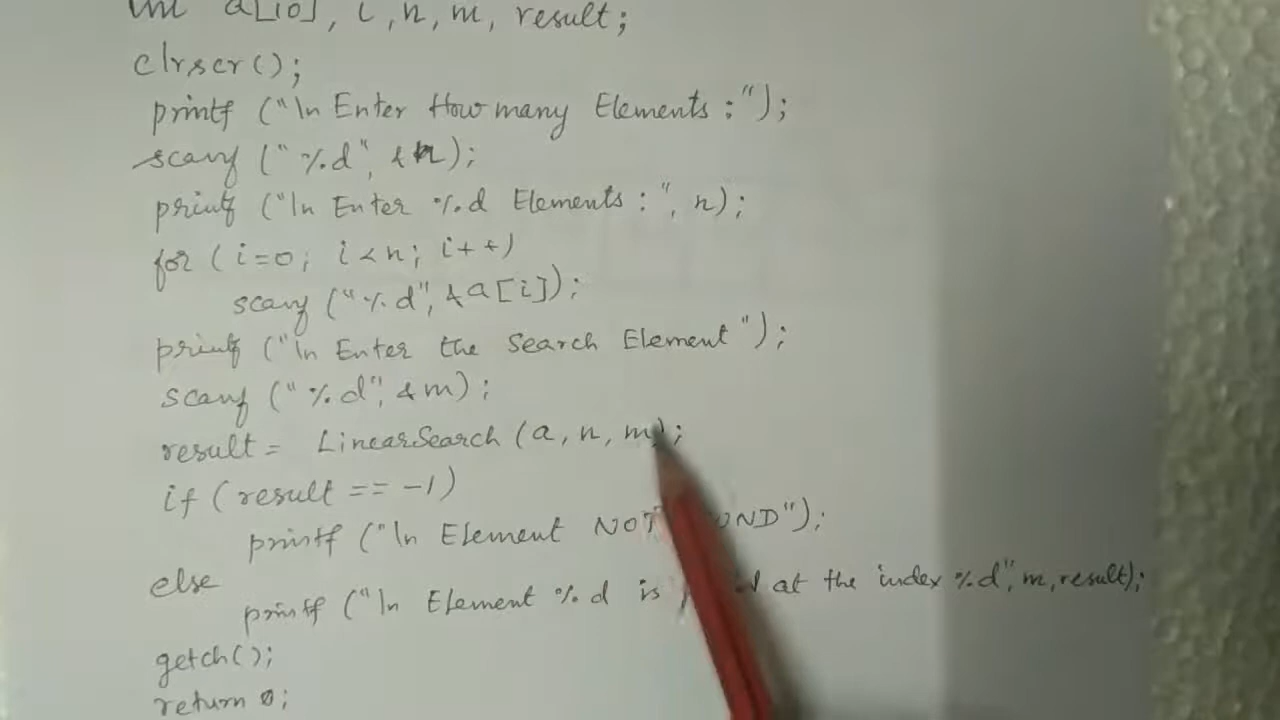 int a[10], i, n, m, result;
clrscr();
printf ("\n Enter How many Elements :");
scanf ("%d", &n);
printf ("\n Enter %d Elements :", n);
for (i=0; i<n; i++)
scanf ("%d", &a[i]);
printf ("\n Enter the Search Element");
scanf ("%d", &m);
result = LinearSearch (a, n, m);
if (result == -1)
printf ("\n Element NOT OUND");
else
printf ("\n Element %d is at the index %d", m, result);
getch();
return 0;